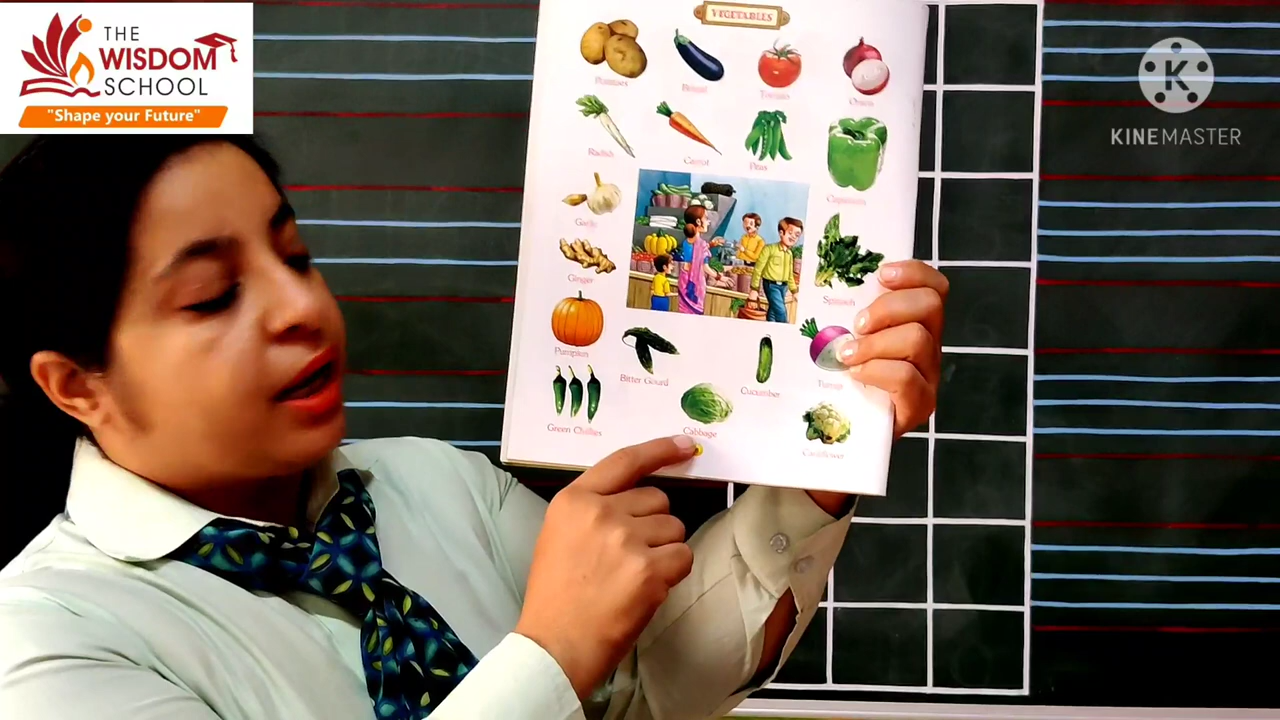 THE
WISDOM
SCHOOL
"Shape your Future"
KINEMASTER
VEGETABLES
Potatoes
Brinjal
Tomato
Onion
Radish
Carrot
Peas
Capsicum
Garlic
Ginger
Spinach
Pumpkin
Bitter Gourd
Cucumber
Turnip
Green Chillies
Cabbage
Cauliflower